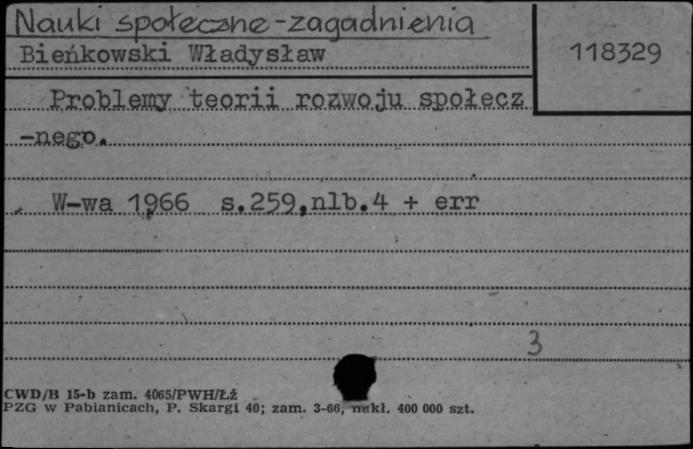 Nauki społeczne-zagadnienia
Bieńkowski Władysław
118329
Problemy teorii rozwoju społecz
-nego.
W-wa 1966 s.259,nlb.4 + err
3
CWD/B 15-b zam. 4065/PWH/Łź
PZG w Pabianicach, P. Skargi 40; zam. 3-66, nakł. 400 000 szt.